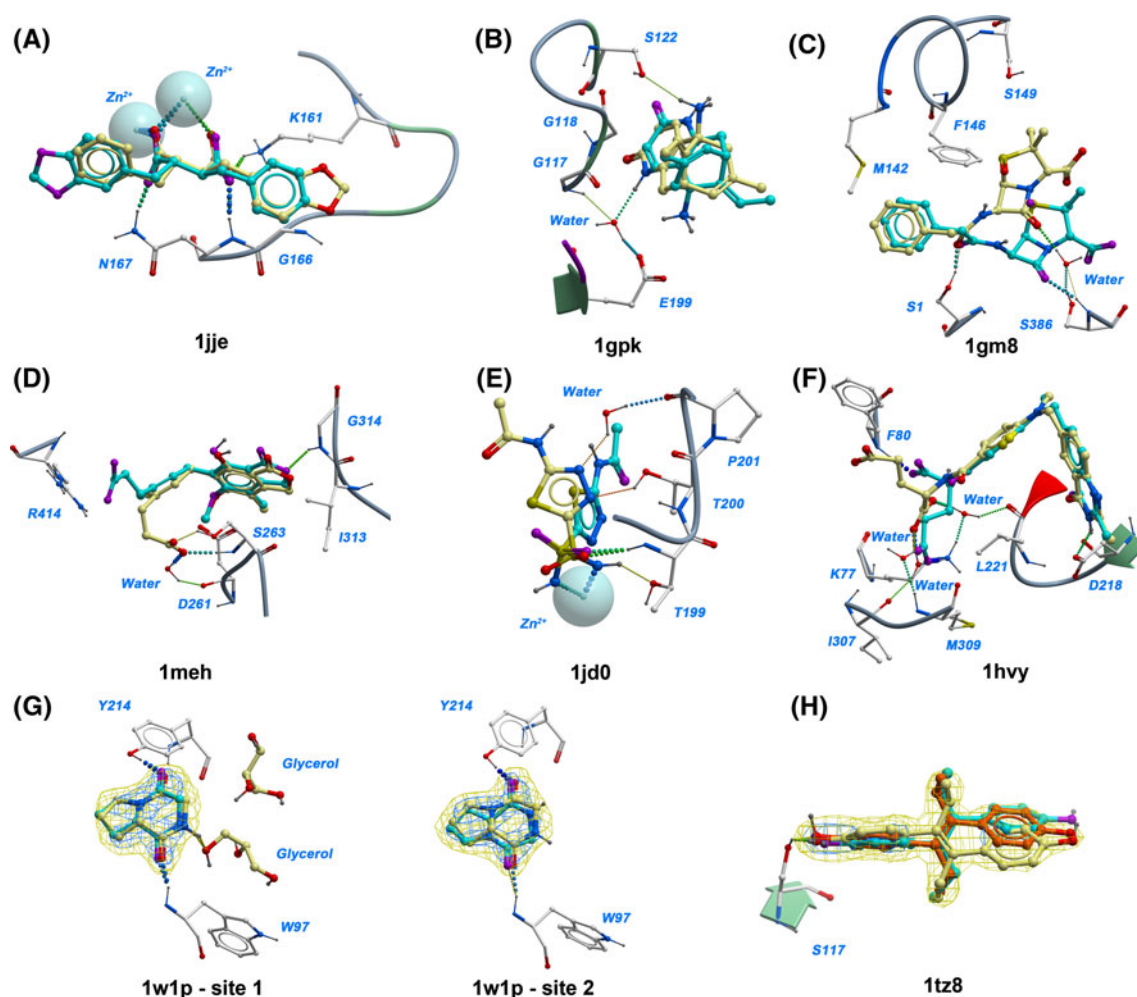 (A)
Zn²⁺
Zn²⁺
K161
N167
G166
1jje
(B)
S122
G118
G117
Water
E199
1gpk
(C)
S149
F146
M142
Water
S1
S386
1gm8
(D)
G314
R414
S263
I313
Water
D261
1meh
(E)
Water
P201
T200
T199
Zn²⁺
1jd0
(F)
F80
Water
Water
L221
K77
Water
D218
I307
M309
1hvy
(G)
Y214
Glycerol
Glycerol
W97
1w1p - site 1
Y214
W97
1w1p - site 2
(H)
S117
1tz8